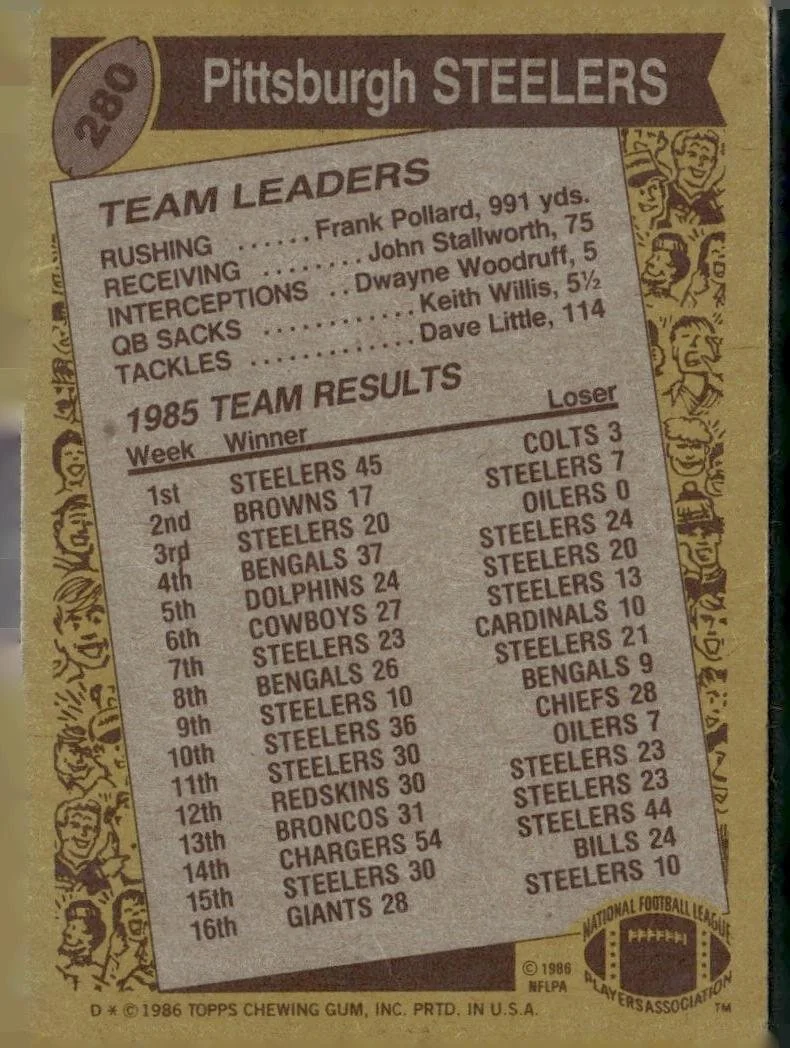 280
Pittsburgh STEELERS
TEAM LEADERS
RUSHING ...... Frank Pollard, 991 yds.
RECEIVING ........ John Stallworth, 75
INTERCEPTIONS .. Dwayne Woodruff, 5
QB SACKS ............ Keith Willis, 5½
TACKLES ............. Dave Little, 114
1985 TEAM RESULTS
Week Winner Loser
1st STEELERS 45 COLTS 3
2nd BROWNS 17 STEELERS 7
3rd STEELERS 20 OILERS 0
4th BENGALS 37 STEELERS 24
5th DOLPHINS 24 STEELERS 20
6th COWBOYS 27 STEELERS 13
7th STEELERS 23 CARDINALS 10
8th BENGALS 26 STEELERS 21
9th STEELERS 10 BENGALS 9
10th STEELERS 36 CHIEFS 28
11th STEELERS 30 OILERS 7
12th REDSKINS 30 STEELERS 23
13th BRONCOS 31 STEELERS 23
14th CHARGERS 54 STEELERS 44
15th STEELERS 30 BILLS 24
16th GIANTS 28 STEELERS 10
NATIONAL FOOTBALL LEAGUE
PLAYERS ASSOCIATION
TM
© 1986
NFLPA
D * © 1986 TOPPS CHEWING GUM, INC. PRTD. IN U.S.A.